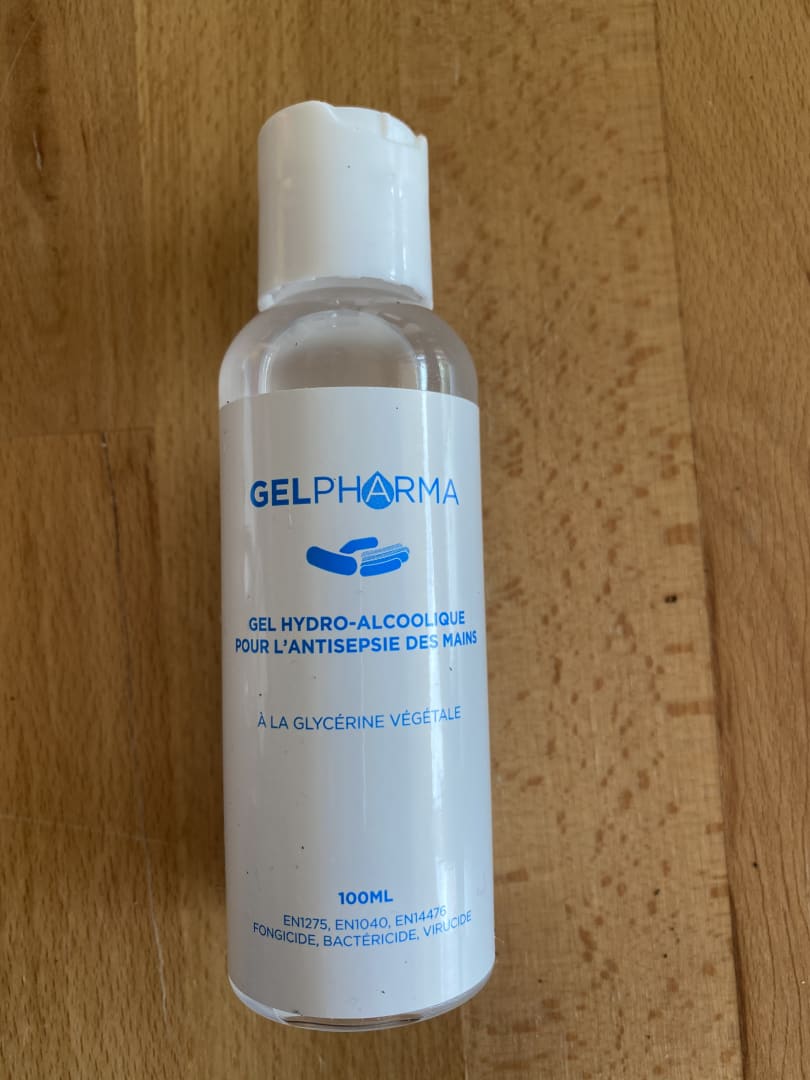 GELPHARMA
GEL HYDRO-ALCOOLIQUE
POUR L'ANTISEPSIE DES MAINS
À LA GLYCÉRINE VÉGÉTALE
100ML
EN1275, EN1040, EN14476
FONGICIDE, BACTÉRICIDE, VIRUCIDE